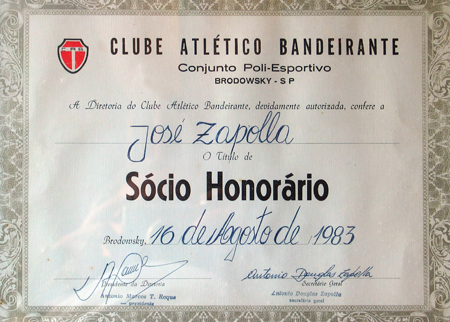 CLUBE ATLÉTICO BANDEIRANTE
Conjunto Poli-Esportivo
BRODOWSKY - SP
A Diretoria do Clube Atlético Bandeirante, devidamente autorizada, confere a
José Zapolla
O Título de
Sócio Honorário
Brodowsky, 16 de Agosto de 1983
Presidente da Diretoria
Antonio Marcos T. Roque
presidente
Antonio Douglas Zapolla
Secretário Geral
Antonio Douglas Zapolla
Secretário geral